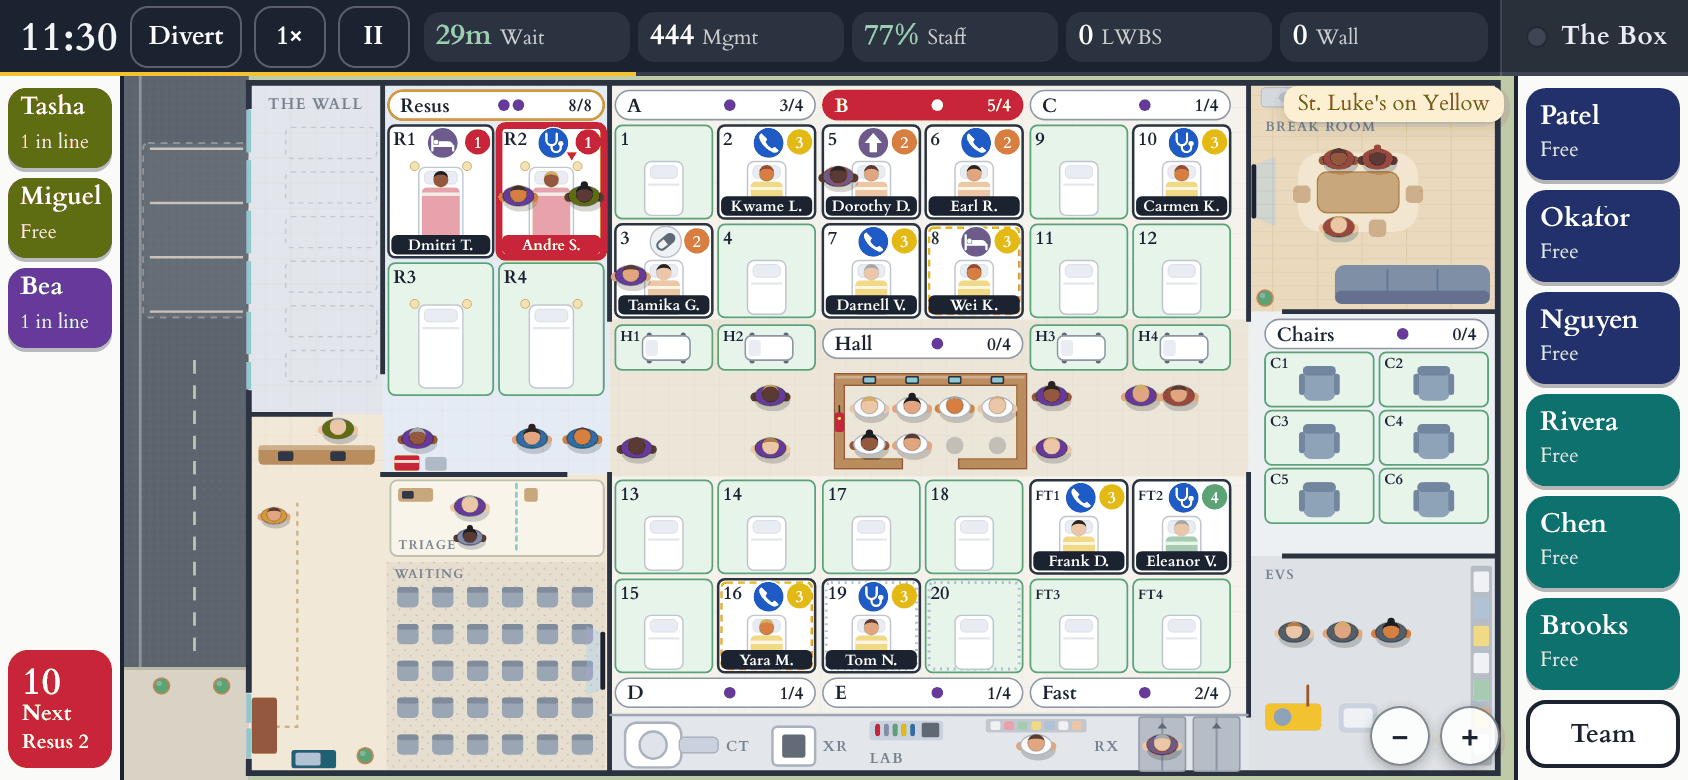 11:30
Divert
1×
II
29m Wait
444 Mgmt
77% Staff
0 LWBS
0 Wall
The Box
Tasha
1 in line
Miguel
Free
Bea
1 in line
10
Next
Resus 2
THE WALL
Resus 8/8
R1 1
Dmitri T.
R2 1
Andre S.
R3
R4
A 3/4
1
2 3
Kwame L.
3 2
Tamika G.
4
B 5/4
5 2
Dorothy D.
6 2
Earl R.
7 3
Darnell V.
8 3
Wei K.
C 1/4
9
10 3
Carmen K.
11
12
H1
H2
Hall 0/4
H3
H4
St. Luke's on Yellow
BREAK ROOM
Chairs 0/4
C1
C2
C3
C4
C5
C6
TRIAGE
WAITING
13
14
15
16 3
Yara M.
D 1/4
17
18
19 3
Tom N.
20
E 1/4
FT1 3
Frank D.
FT2 4
Eleanor V.
FT3
FT4
Fast 2/4
CT
XR
LAB
RX
EVS
−
+
Patel
Free
Okafor
Free
Nguyen
Free
Rivera
Free
Chen
Free
Brooks
Free
Team